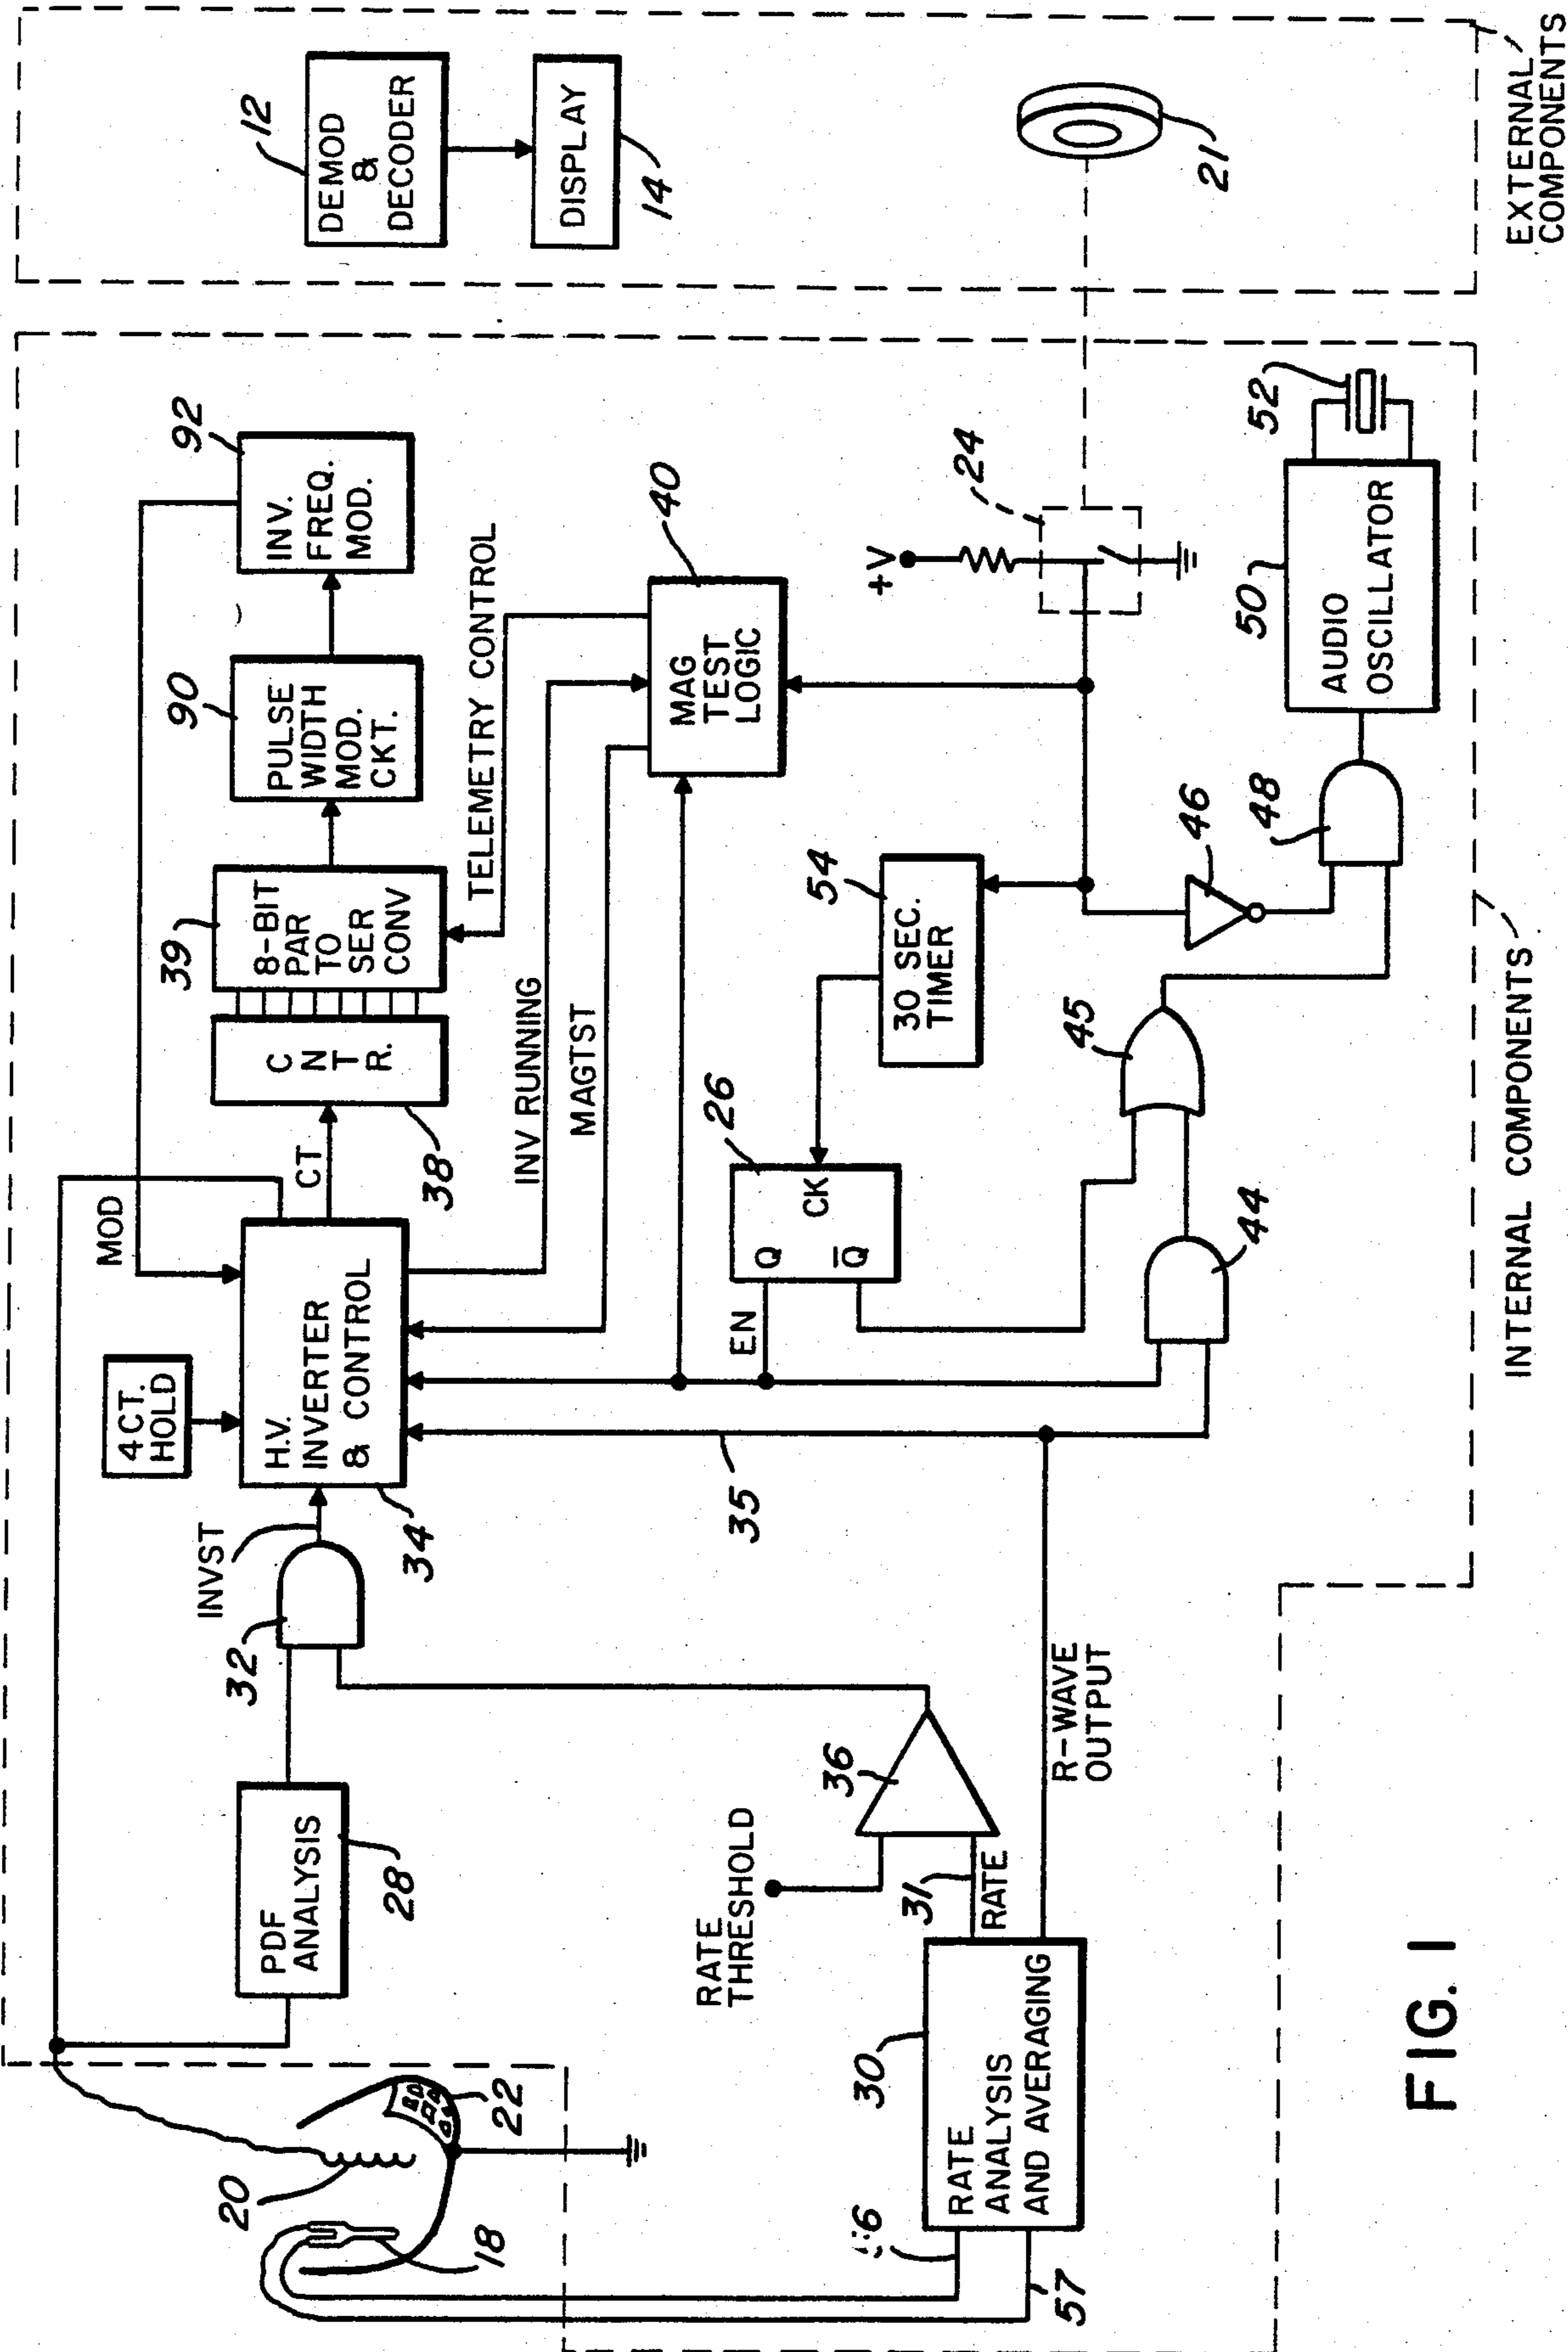 20
18
22
56
57
RATE
ANALYSIS
AND AVERAGING
30
PDF
ANALYSIS
28
RATE
THRESHOLD
31
RATE
36
R-WAVE
OUTPUT
32
INVST
34
4 CT.
HOLD
H.V.
INVERTER
& CONTROL
35
MOD
CT
38
C
N
T
R.
39
8-BIT
PAR
TO
SER
CONV
90
PULSE
WIDTH
MOD.
CKT.
92
INV.
FREQ.
MOD.
TELEMETRY CONTROL
INV RUNNING
MAGTST
40
MAG
TEST
LOGIC
EN
26
Q
Q̅
CK
54
30 SEC.
TIMER
+V
24
44
45
46
48
50
AUDIO
OSCILLATOR
52
INTERNAL COMPONENTS
12
DEMOD
&
DECODER
DISPLAY
14
21
EXTERNAL
COMPONENTS
FIG. 1